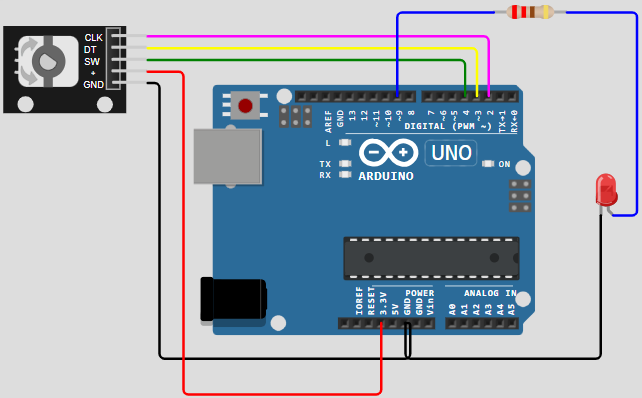 CLK
DT
SW
+
GND
AREF
GND
13
12
~11
~10
~9
8
7
~6
~5
4
~3
2
TX→1
RX←0
DIGITAL (PWM ~)
L
TX
RX
UNO
ON
ARDUINO
IOREF
RESET
3.3V
5V
GND
GND
Vin
POWER
ANALOG IN
A0
A1
A2
A3
A4
A5